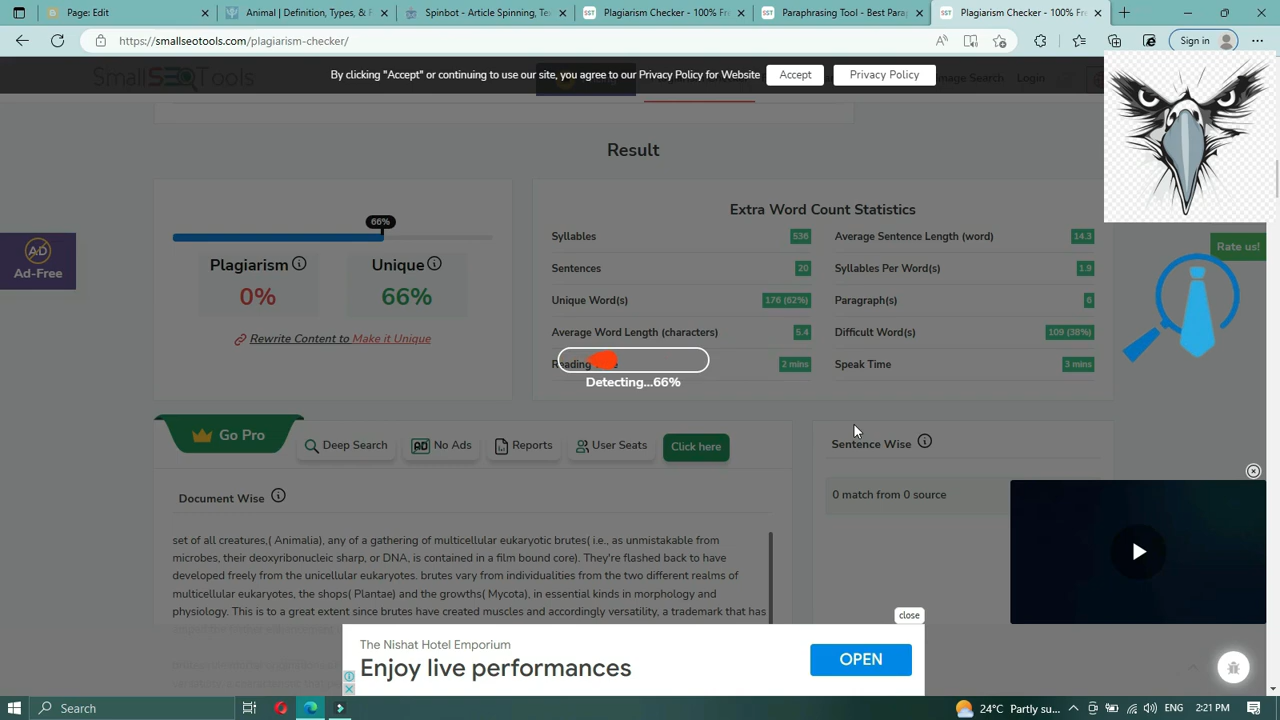 Page: Edit
Animal | Definition, Types, & F
Spinbot - Article Spinning, Te
Plagiarism Checker - 100% Fr
Paraphrasing Tool - Best Parap
Plagiarism Checker - 100% Fre
https://smallseotools.com/plagiarism-checker/
Sign in
SmallSEOTools
By clicking "Accept" or continuing to use our site, you agree to our Privacy Policy for Website
Accept
Privacy Policy
mage Search
Login
Result
66%
Plagiarism
0%
Unique
66%
Rewrite Content to Make it Unique
AD
Ad-Free
Extra Word Count Statistics
Syllables 536
Average Sentence Length (word) 14.3
Sentences 20
Syllables Per Word(s) 1.9
Unique Word(s) 176 (62%)
Paragraph(s) 6
Average Word Length (characters) 5.4
Difficult Word(s) 109 (38%)
Reading 2 mins
Speak Time 3 mins
Detecting...66%
Rate us!
Go Pro
Deep Search
AD No Ads
Reports
User Seats
Click here
Document Wise
Sentence Wise
0 match from 0 source
set of all creatures,( Animalia), any of a gathering of multicellular eukaryotic brutes( i.e., as unmistakable from
microbes, their deoxyribonucleic sharp, or DNA, is contained in a film bound core). They're flashed back to have
developed freely from the unicellular eukaryotes. brutes vary from individualities from the two different realms of
multicellular eukaryotes, the shops( Plantae) and the growths( Mycota), in essential kinds in morphology and
physiology. This is to a great extent since brutes have created muscles and accordingly versatility, a trademark that has
close
The Nishat Hotel Emporium
Enjoy live performances
OPEN
Search
24°C Partly su...
ENG
2:21 PM